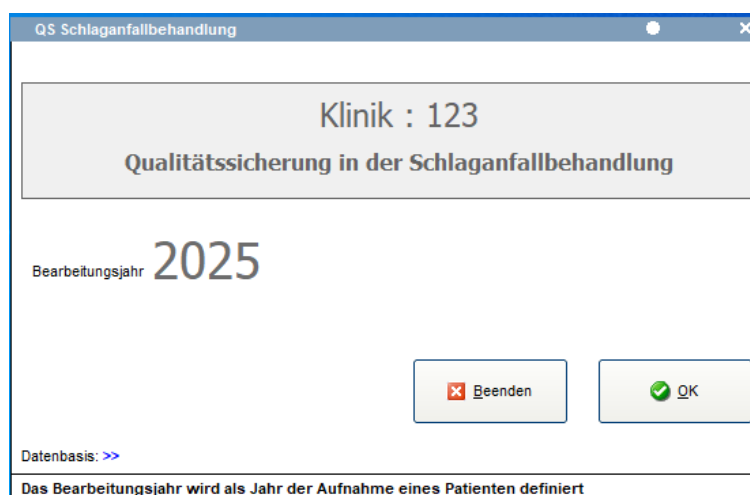 QS Schlaganfallbehandlung
Klinik : 123
Qualitätssicherung in der Schlaganfallbehandlung
Bearbeitungsjahr 2025
Beenden OK
Datenbasis: >>
Das Bearbeitungsjahr wird als Jahr der Aufnahme eines Patienten definiert